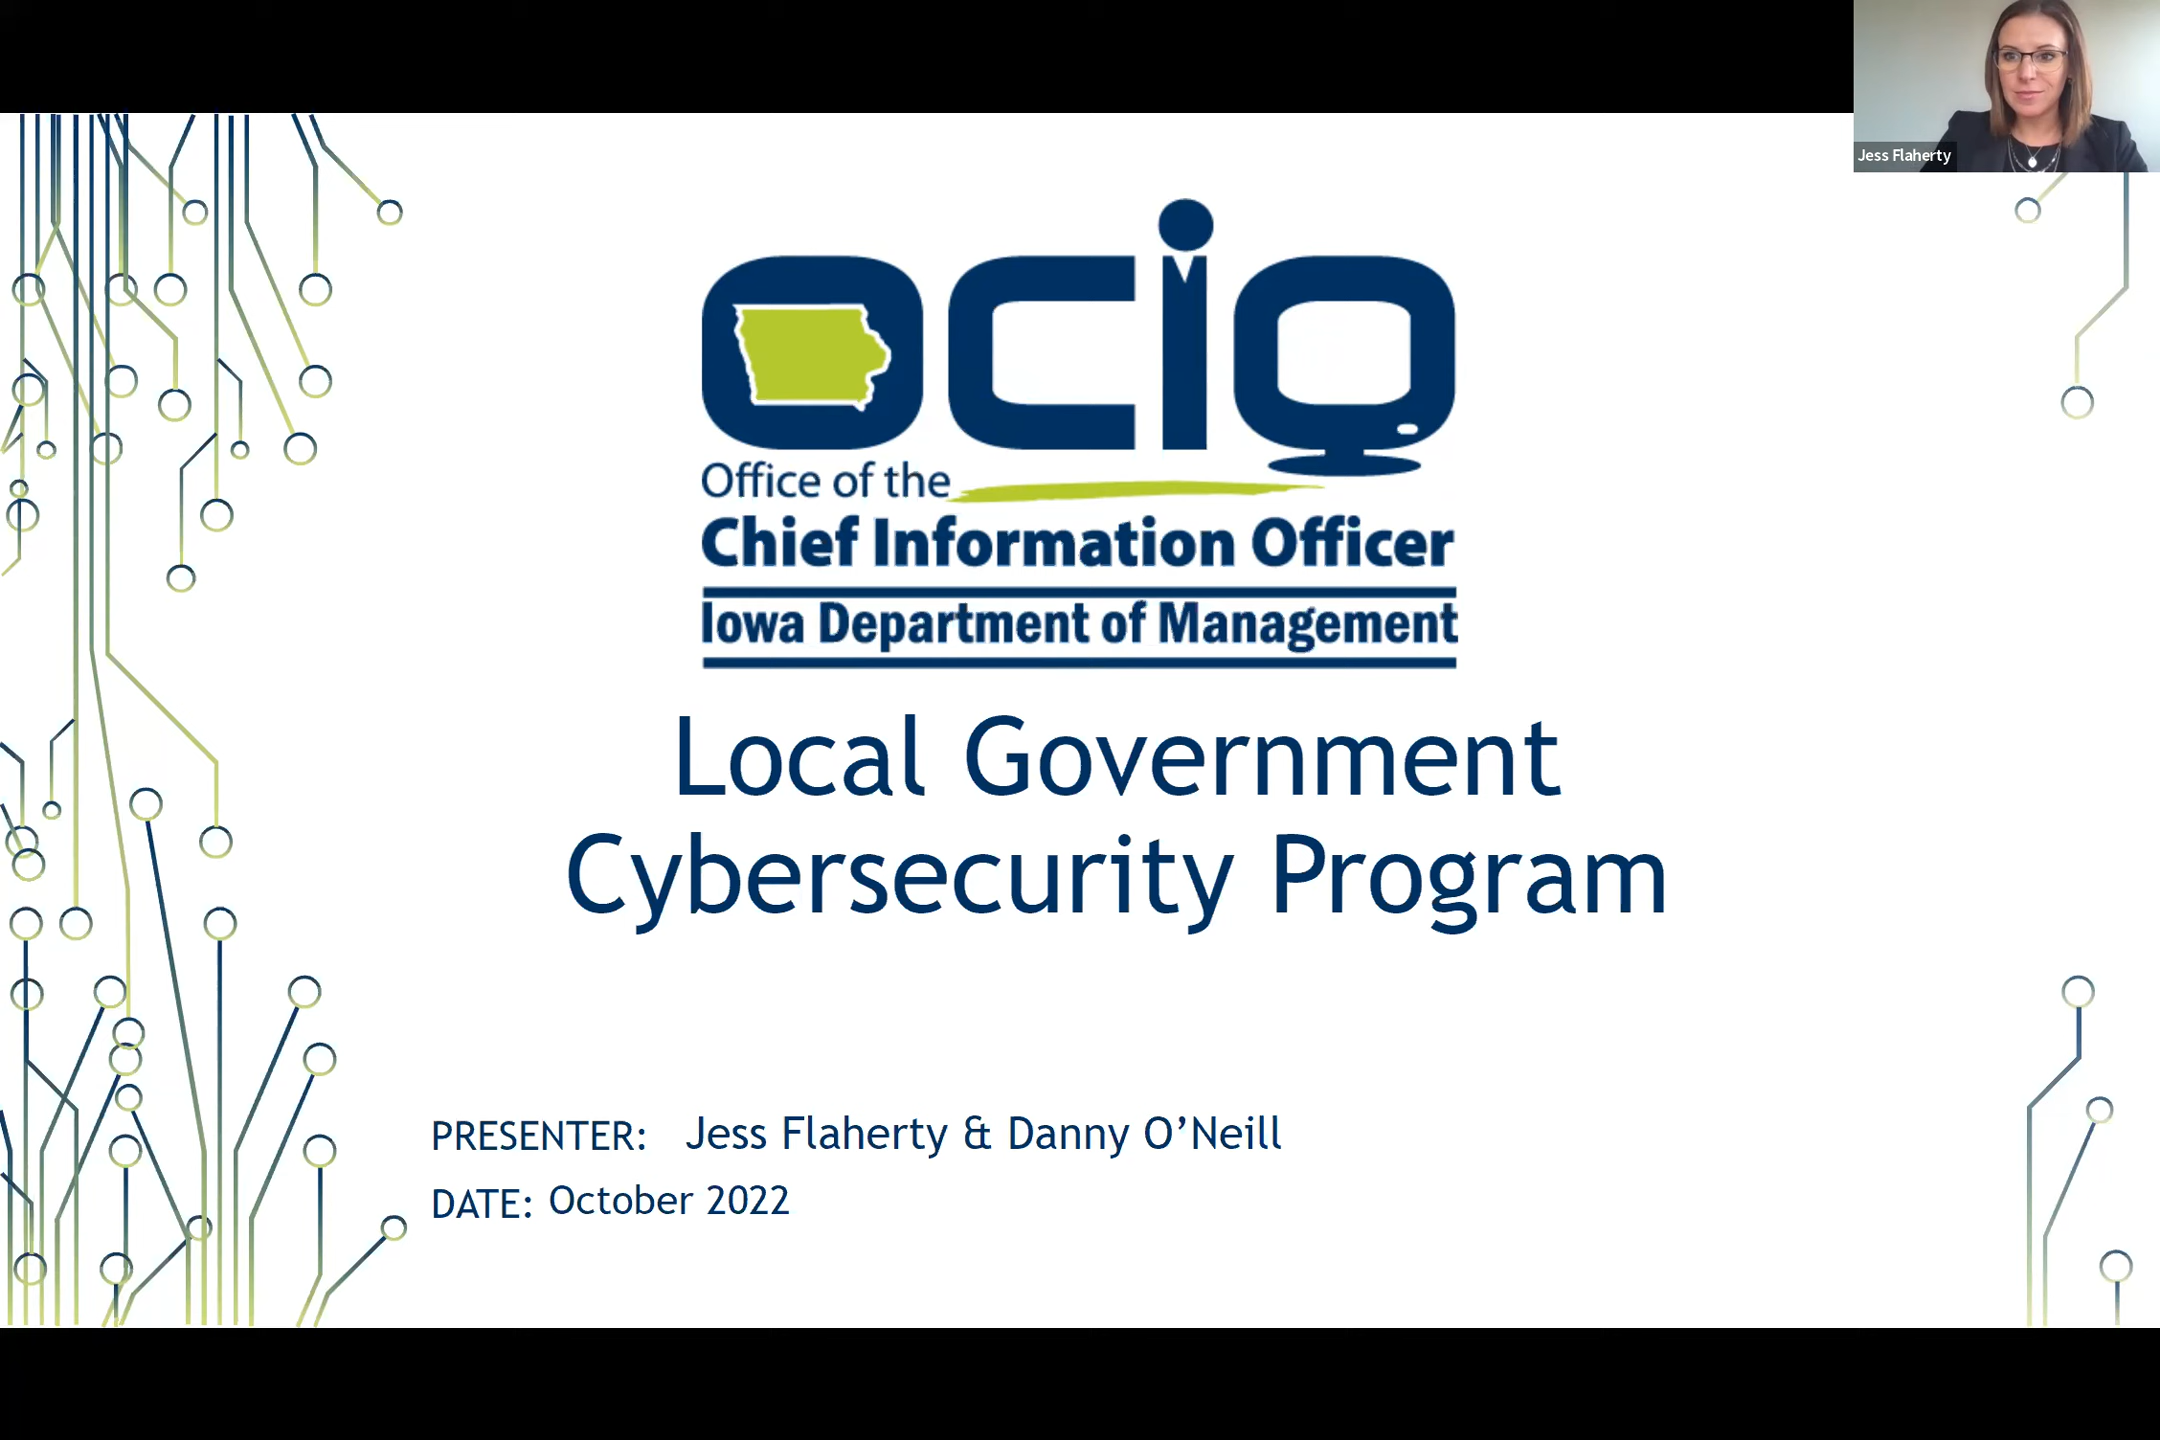 Jess Flaherty
ocio
Office of the
Chief Information Officer
Iowa Department of Management
Local Government
Cybersecurity Program
PRESENTER: Jess Flaherty & Danny O’Neill
DATE: October 2022